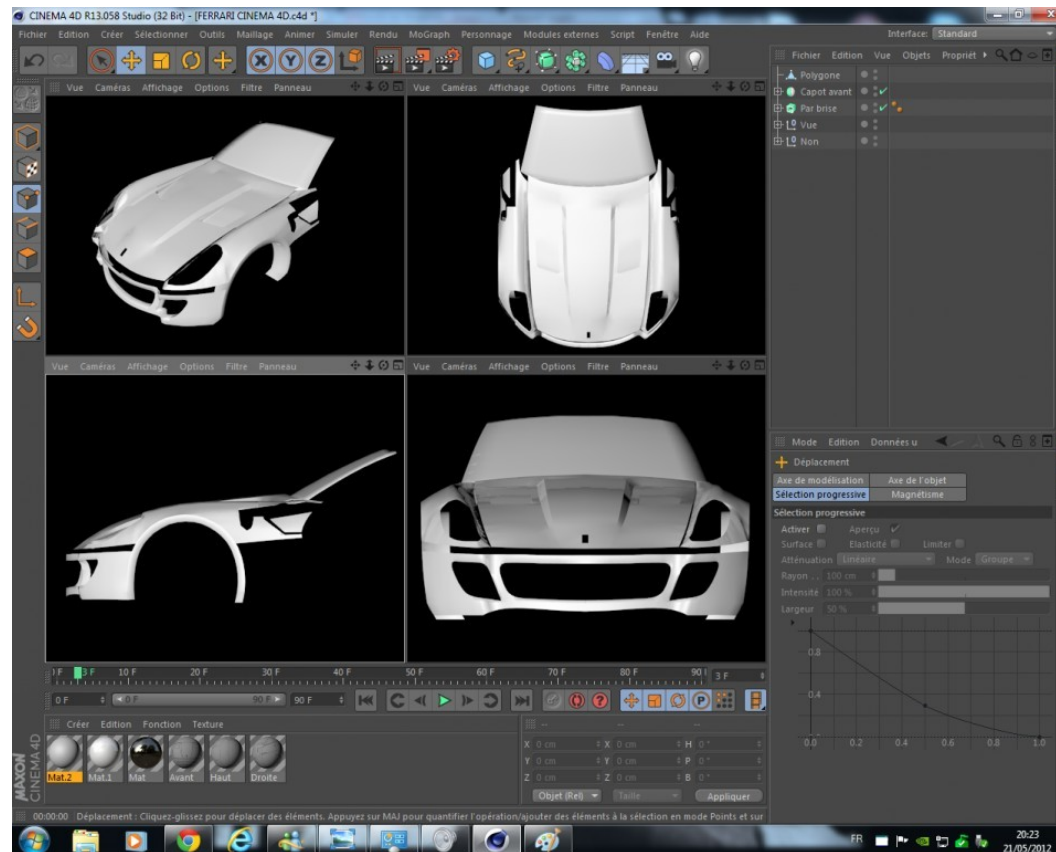 CINEMA 4D R13.058 Studio (32 Bit) - [FERRARI CINEMA 4D.c4d *]
Fichier Edition Créer Sélectionner Outils Maillage Animer Simuler Rendu MoGraph Personnage Modules externes Script Fenêtre Aide Interface: Standard
Fichier Edition Vue Objets Propriét
Vue Caméras Affichage Options Filtre Panneau
Vue Caméras Affichage Options Filtre Panneau
Polygone
Capot avant
Par brise
Vue
Non
Vue Caméras Affichage Options Filtre Panneau
Vue Caméras Affichage Options Filtre Panneau
Mode Edition Données u
Déplacement
Axe de modélisation Axe de l'objet
Sélection progressive Magnétisme
Sélection progressive
Activer Aperçu
Surface Elasticité Limiter
Atténuation Linéaire Mode Groupe
Rayon . . 100 cm
Intensité 100 %
Largeur 50 %
0.8
0.4
0.0 0.2 0.4 0.6 0.8 1.0
3 F 10 F 20 F 30 F 40 F 50 F 60 F 70 F 80 F 90 3 F
0 F 0 F 90 F 90 F
Créer Edition Fonction Texture
Mat.2 Mat.1 Mat Avant Haut Droite
X 0 cm X 0 cm H 0 °
Y 0 cm Y 0 cm P 0 °
Z 0 cm Z 0 cm B 0 °
Objet (Rel) Taille Appliquer
MAXON
CINEMA 4D
00:00:00 Déplacement : Cliquez-glissez pour déplacer des éléments. Appuyez sur MAJ pour quantifier l'opération/ajouter des éléments à la sélection en mode Points et sur
FR 20:23
21/05/2012